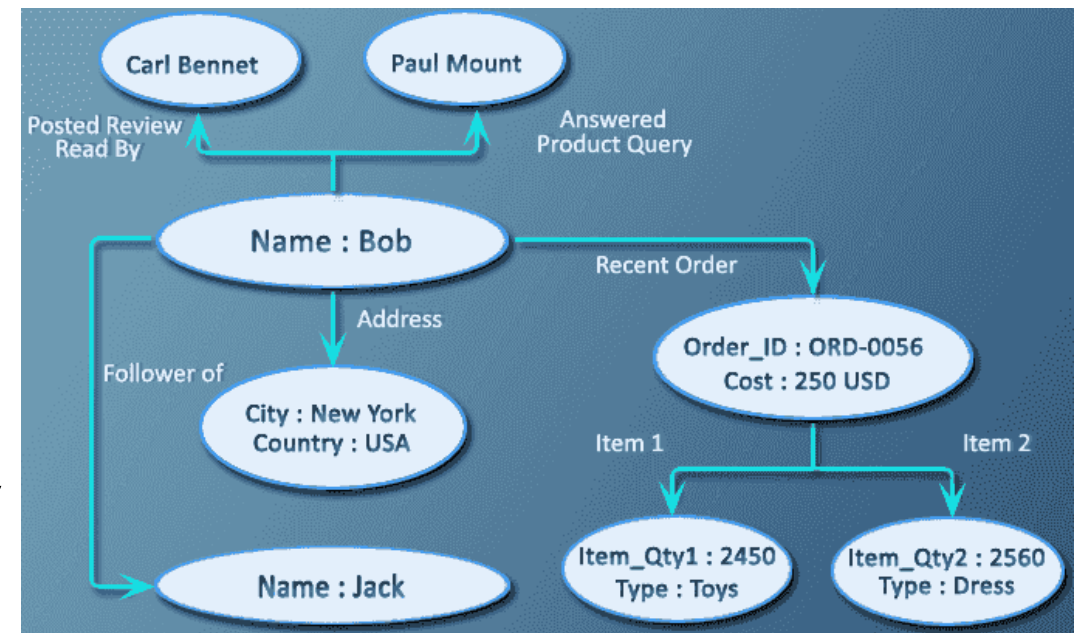 Carl Bennet
Paul Mount
Posted Review
Read By
Answered
Product Query
Name : Bob
Recent Order
Address
Order_ID : ORD-0056
Cost : 250 USD
Follower of
City : New York
Country : USA
Item 1
Item 2
Item_Qty1 : 2450
Type : Toys
Item_Qty2 : 2560
Type : Dress
Name : Jack